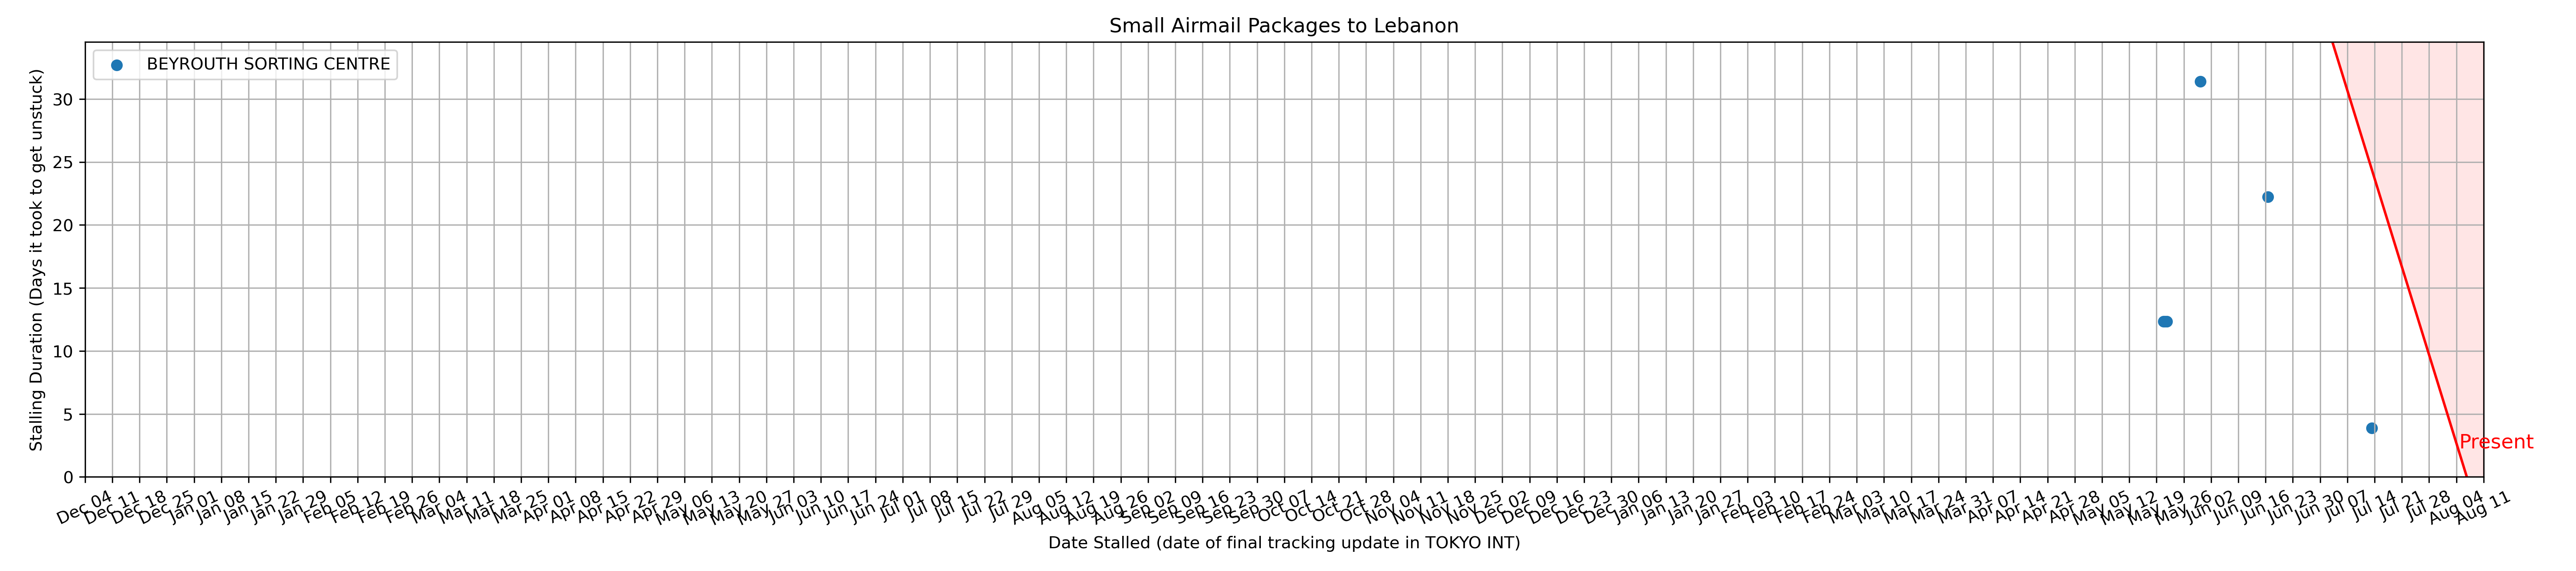 Small Airmail Packages to Lebanon
BEYROUTH SORTING CENTRE
Stalling Duration (Days it took to get unstuck)
30
25
20
15
10
5
0
Present
Dec 04
Dec 11
Dec 18
Dec 25
Jan 01
Jan 08
Jan 15
Jan 22
Jan 29
Feb 05
Feb 12
Feb 19
Feb 26
Mar 04
Mar 11
Mar 18
Mar 25
Apr 01
Apr 08
Apr 15
Apr 22
Apr 29
May 06
May 13
May 20
May 27
Jun 03
Jun 10
Jun 17
Jun 24
Jul 01
Jul 08
Jul 15
Jul 22
Jul 29
Aug 05
Aug 12
Aug 19
Aug 26
Sep 02
Sep 09
Sep 16
Sep 23
Sep 30
Oct 07
Oct 14
Oct 21
Oct 28
Nov 04
Nov 11
Nov 18
Nov 25
Dec 02
Dec 09
Dec 16
Dec 23
Dec 30
Jan 06
Jan 13
Jan 20
Jan 27
Feb 03
Feb 10
Feb 17
Feb 24
Mar 03
Mar 10
Mar 17
Mar 24
Mar 31
Apr 07
Apr 14
Apr 21
Apr 28
May 05
May 12
May 19
May 26
Jun 02
Jun 09
Jun 16
Jun 23
Jun 30
Jul 07
Jul 14
Jul 21
Jul 28
Aug 04
Aug 11
Date Stalled (date of final tracking update in TOKYO INT)